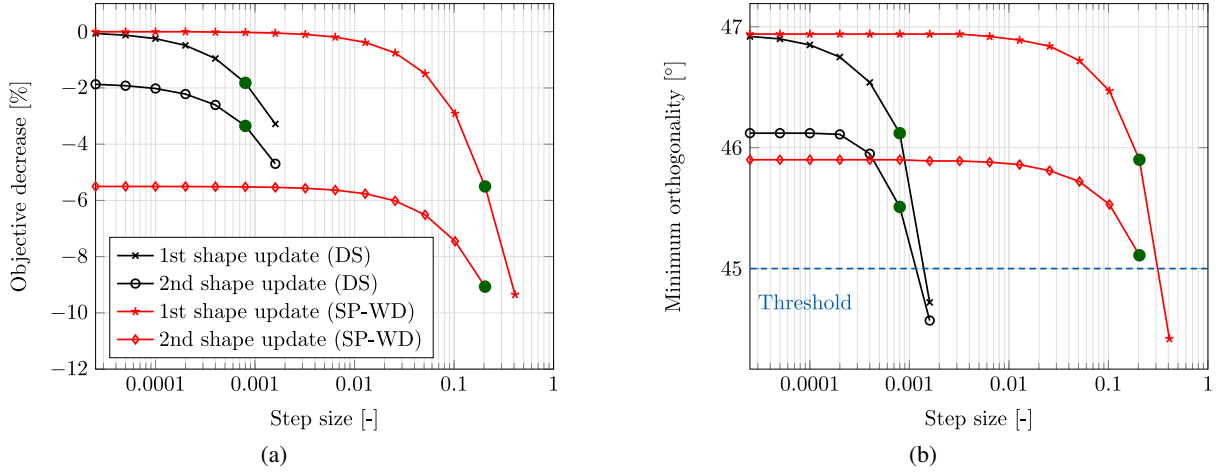 0
−2
−4
−6
−8
−10
−12
0.0001
0.001
0.01
0.1
1
Step size [-]
Objective decrease [%]
1st shape update (DS)
2nd shape update (DS)
1st shape update (SP-WD)
2nd shape update (SP-WD)
(a)
47
46
45
0.0001
0.001
0.01
0.1
1
Step size [-]
Minimum orthogonality [°]
Threshold
(b)